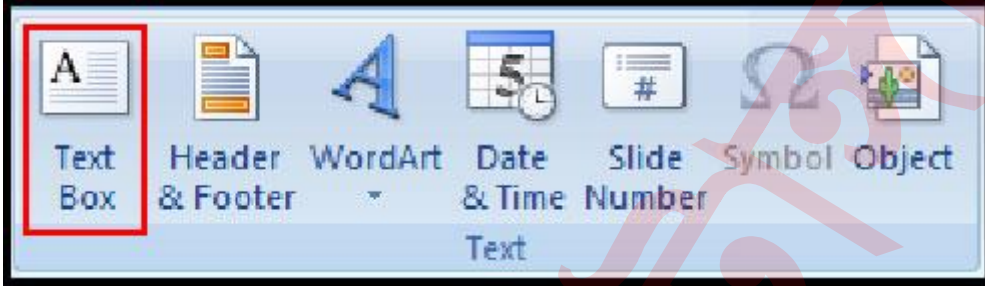 Text Box
Header & Footer
WordArt
Date & Time
Slide Number
Symbol
Object
Text